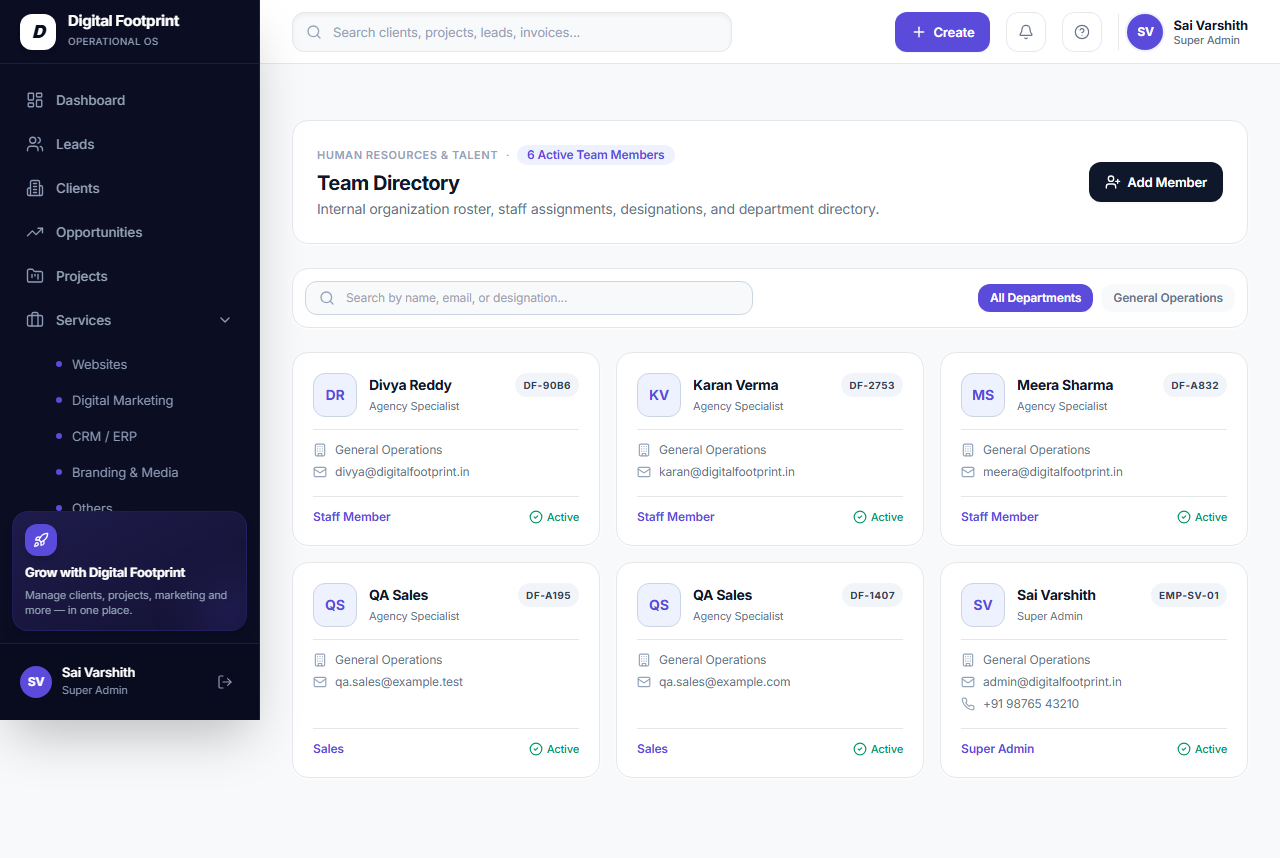 D
Digital Footprint
OPERATIONAL OS
Search clients, projects, leads, invoices...
Create
SV
Sai Varshith
Super Admin
Dashboard
Leads
Clients
Opportunities
Projects
Services
Websites
Digital Marketing
CRM / ERP
Branding & Media
Others
Grow with Digital Footprint
Manage clients, projects, marketing and
more — in one place.
SV
Sai Varshith
Super Admin
HUMAN RESOURCES & TALENT · 6 Active Team Members
Team Directory
Internal organization roster, staff assignments, designations, and department directory.
Add Member
Search by name, email, or designation...
All Departments
General Operations
DR
Divya Reddy
DF-90B6
Agency Specialist
General Operations
divya@digitalfootprint.in
Staff Member
Active
KV
Karan Verma
DF-2753
Agency Specialist
General Operations
karan@digitalfootprint.in
Staff Member
Active
MS
Meera Sharma
DF-A832
Agency Specialist
General Operations
meera@digitalfootprint.in
Staff Member
Active
QS
QA Sales
DF-A195
Agency Specialist
General Operations
qa.sales@example.test
Sales
Active
QS
QA Sales
DF-1407
Agency Specialist
General Operations
qa.sales@example.com
Sales
Active
SV
Sai Varshith
EMP-SV-01
Super Admin
General Operations
admin@digitalfootprint.in
+91 98765 43210
Super Admin
Active